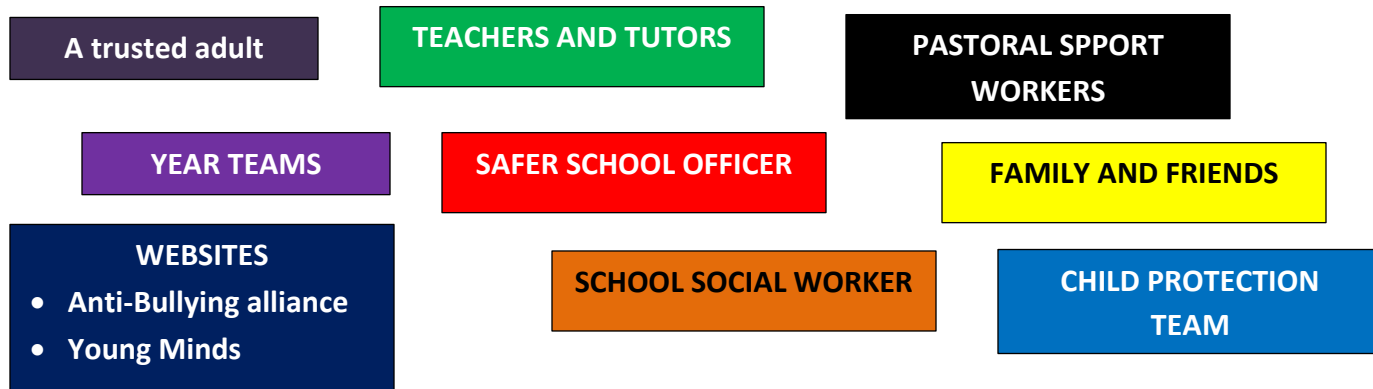 A trusted adult
TEACHERS AND TUTORS
PASTORAL SPPORT
WORKERS
YEAR TEAMS
SAFER SCHOOL OFFICER
FAMILY AND FRIENDS
WEBSITES
• Anti-Bullying alliance
• Young Minds
SCHOOL SOCIAL WORKER
CHILD PROTECTION
TEAM